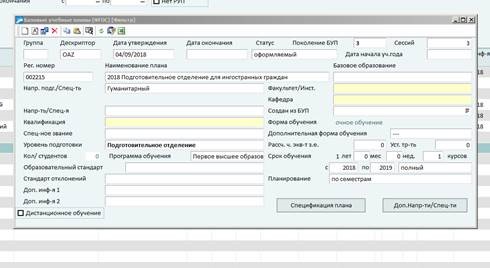 окончания с -- по --
Нет РУП
Базовые учебные планы (ФГОС) [Фильтр]
Группа Дескриптор Дата утверждения Дата окончания Статус Поколение БУП 3 Сессий 3
OAZ 04/09/2018 оформляемый Дата начала уч.года
Рег. номер Наименование плана Базовое образование
002215 2018 Подготовительное отделение для ингостранных граждан
Напр. подг./Спец-ть Гуманитарный Факультет/Инст.
Кафедра
Напр-ть/Спец-я Создан из БУП
Квалификация Форма обучения очное обучение
Спец-ное звание Дополнительная форма обучения ---
Уровень подготовки Подготовительное отделение Рассч. ч. экв-т з.е. 0 Уст. тр-ть 0
Кол/ студентов 0 Программа обучения Первое высшее образов Срок обучения 1 лет 0 мес 0 нед. 1 курсов
Образовательный стандарт с 2018 по 2019 полный
Стандарт отклонений Планирование по семестрам
Доп. инф-я 1
Доп. инф-я 2 Спецификация плана Доп.Напр-ти/Спец-ти
Дистанционное обучение